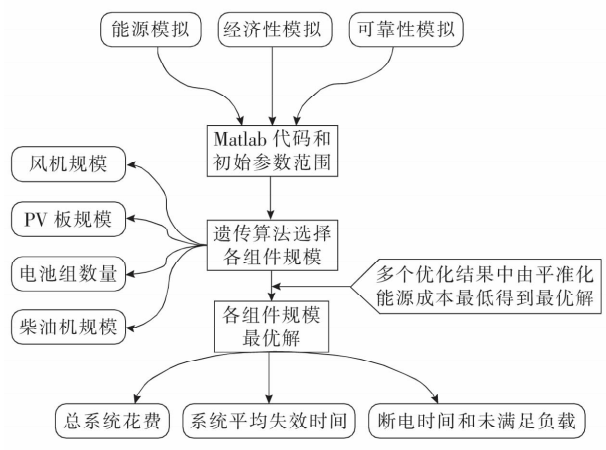 能源模拟
经济性模拟
可靠性模拟
Matlab 代码和
初始参数范围
风机规模
PV 板规模
电池组数量
柴油机规模
遗传算法选择
各组件规模
多个优化结果中由平准化
能源成本最低得到最优解
各组件规模
最优解
总系统花费
系统平均失效时间
断电时间和未满足负载